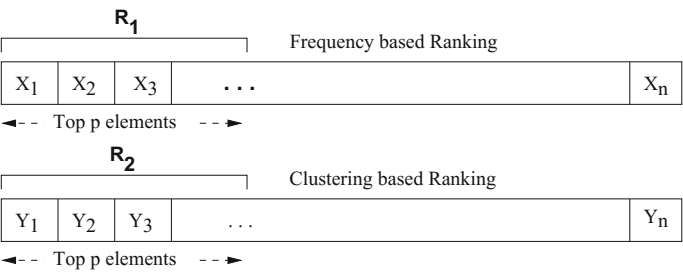 R1
Frequency based Ranking
X1 X2 X3 . . . Xn
Top p elements
R2
Clustering based Ranking
Y1 Y2 Y3 . . . Yn
Top p elements